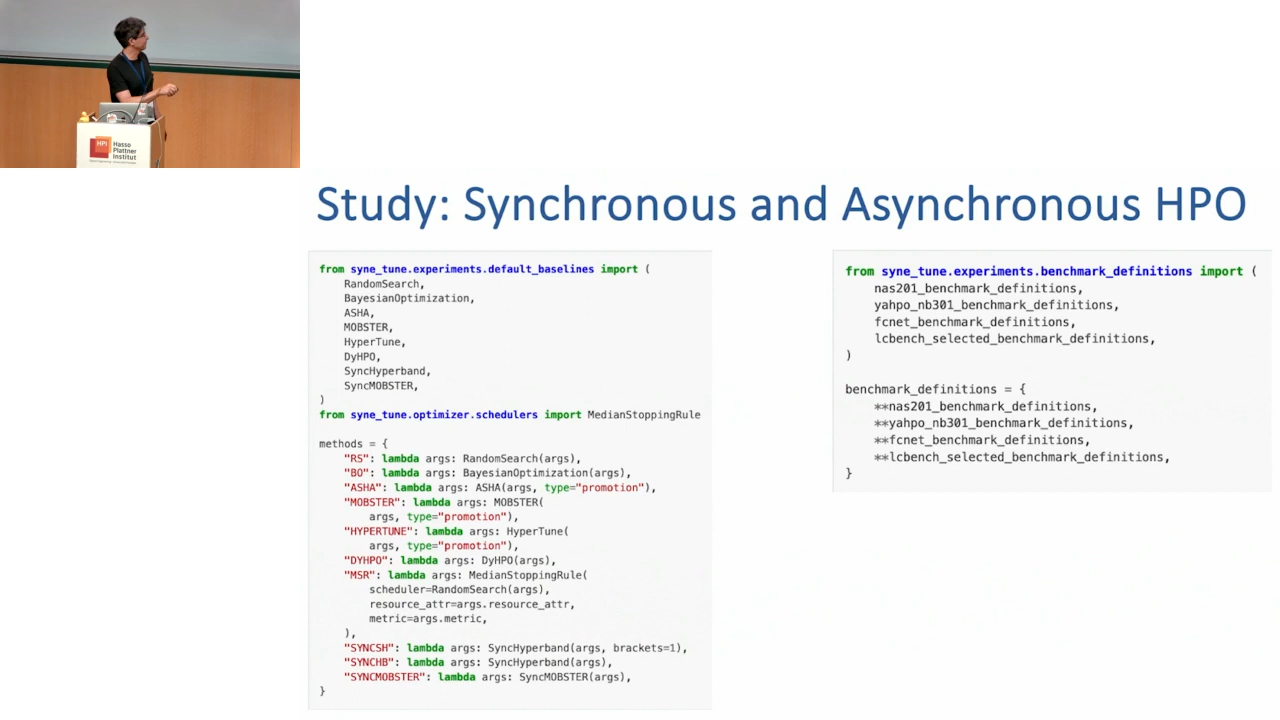 HPI Hasso
Plattner
Institut
Study: Synchronous and Asynchronous HPO
from syne_tune.experiments.default_baselines import (
    RandomSearch,
    BayesianOptimization,
    ASHA,
    MOBSTER,
    HyperTune,
    DyHPO,
    SyncHyperband,
    SyncMOBSTER,
)
from syne_tune.optimizer.schedulers import MedianStoppingRule
methods = {
    "RS": lambda args: RandomSearch(args),
    "BO": lambda args: BayesianOptimization(args),
    "ASHA": lambda args: ASHA(args, type="promotion"),
    "MOBSTER": lambda args: MOBSTER(
        args, type="promotion"),
    "HYPERTUNE": lambda args: HyperTune(
        args, type="promotion"),
    "DYHPO": lambda args: DyHPO(args),
    "MSR": lambda args: MedianStoppingRule(
        scheduler=RandomSearch(args),
        resource_attr=args.resource_attr,
        metric=args.metric,
    ),
    "SYNCSH": lambda args: SyncHyperband(args, brackets=1),
    "SYNCHB": lambda args: SyncHyperband(args),
    "SYNCMOBSTER": lambda args: SyncMOBSTER(args),
}
from syne_tune.experiments.benchmark_definitions import (
    nas201_benchmark_definitions,
    yahpo_nb301_benchmark_definitions,
    fcnet_benchmark_definitions,
    lcbench_selected_benchmark_definitions,
)
benchmark_definitions = {
    **nas201_benchmark_definitions,
    **yahpo_nb301_benchmark_definitions,
    **fcnet_benchmark_definitions,
    **lcbench_selected_benchmark_definitions,
}